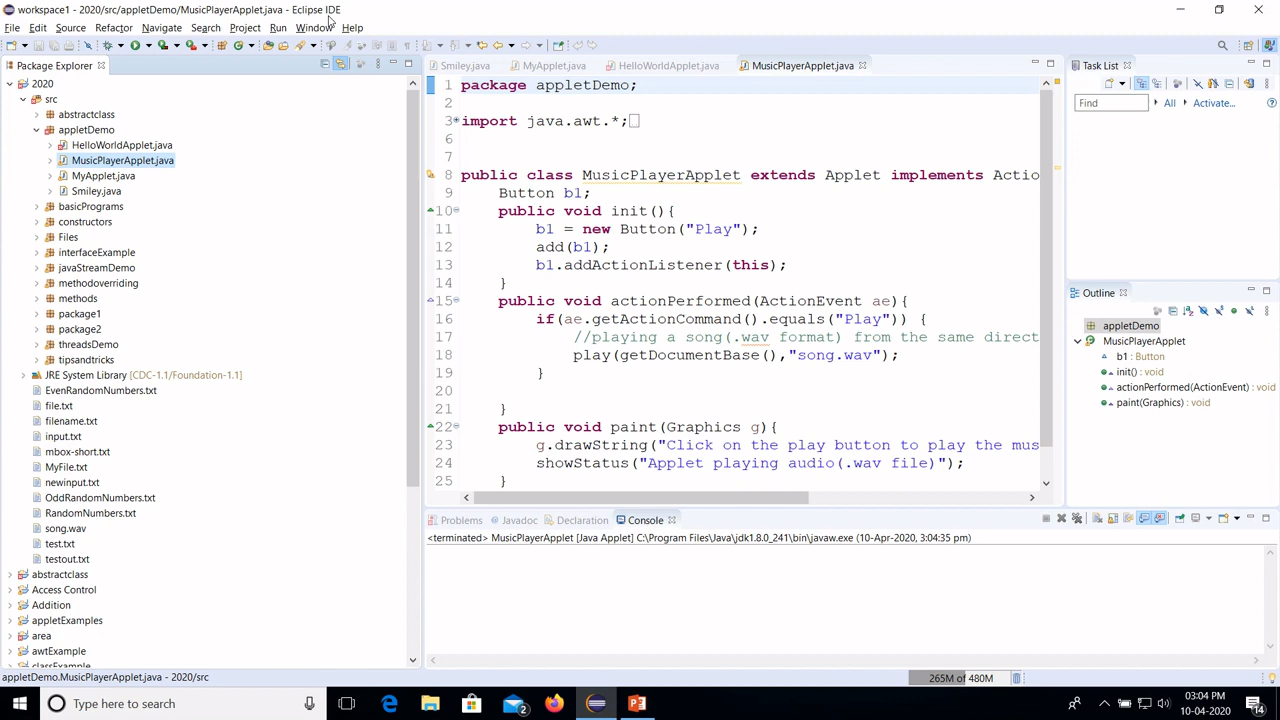 workspace1 - 2020/src/appletDemo/MusicPlayerApplet.java - Eclipse IDE
File Edit Source Refactor Navigate Search Project Run Window Help
Package Explorer
Smiley.java MyApplet.java HelloWorldApplet.java MusicPlayerApplet.java
Task List
Find All Activate...
2020
src
abstractclass
appletDemo
HelloWorldApplet.java
MusicPlayerApplet.java
MyApplet.java
Smiley.java
basicPrograms
constructors
Files
interfaceExample
javaStreamDemo
methodoverriding
methods
package1
package2
threadsDemo
tipsandtricks
JRE System Library [CDC-1.1/Foundation-1.1]
EvenRandomNumbers.txt
file.txt
filename.txt
input.txt
mbox-short.txt
MyFile.txt
newinput.txt
OddRandomNumbers.txt
RandomNumbers.txt
song.wav
test.txt
testout.txt
abstractclass
Access Control
Addition
appletExamples
area
awtExample
classExample
1 package appletDemo;
2
3 import java.awt.*;
6
7
8 public class MusicPlayerApplet extends Applet implements Actio
9 Button b1;
10 public void init(){
11 b1 = new Button("Play");
12 add(b1);
13 b1.addActionListener(this);
14 }
15 public void actionPerformed(ActionEvent ae){
16 if(ae.getActionCommand().equals("Play")) {
17 //playing a song(.wav format) from the same direct
18 play(getDocumentBase(),"song.wav");
19 }
20
21 }
22 public void paint(Graphics g){
23 g.drawString("Click on the play button to play the mus
24 showStatus("Applet playing audio(.wav file)");
25 }
Outline
appletDemo
MusicPlayerApplet
b1 : Button
init() : void
actionPerformed(ActionEvent) : void
paint(Graphics) : void
Problems Javadoc Declaration Console
<terminated> MusicPlayerApplet [Java Applet] C:\Program Files\Java\jdk1.8.0_241\bin\javaw.exe (10-Apr-2020, 3:04:35 pm)
appletDemo.MusicPlayerApplet.java - 2020/src
265M of 480M
Type here to search
2
03:04 PM
10-04-2020
14